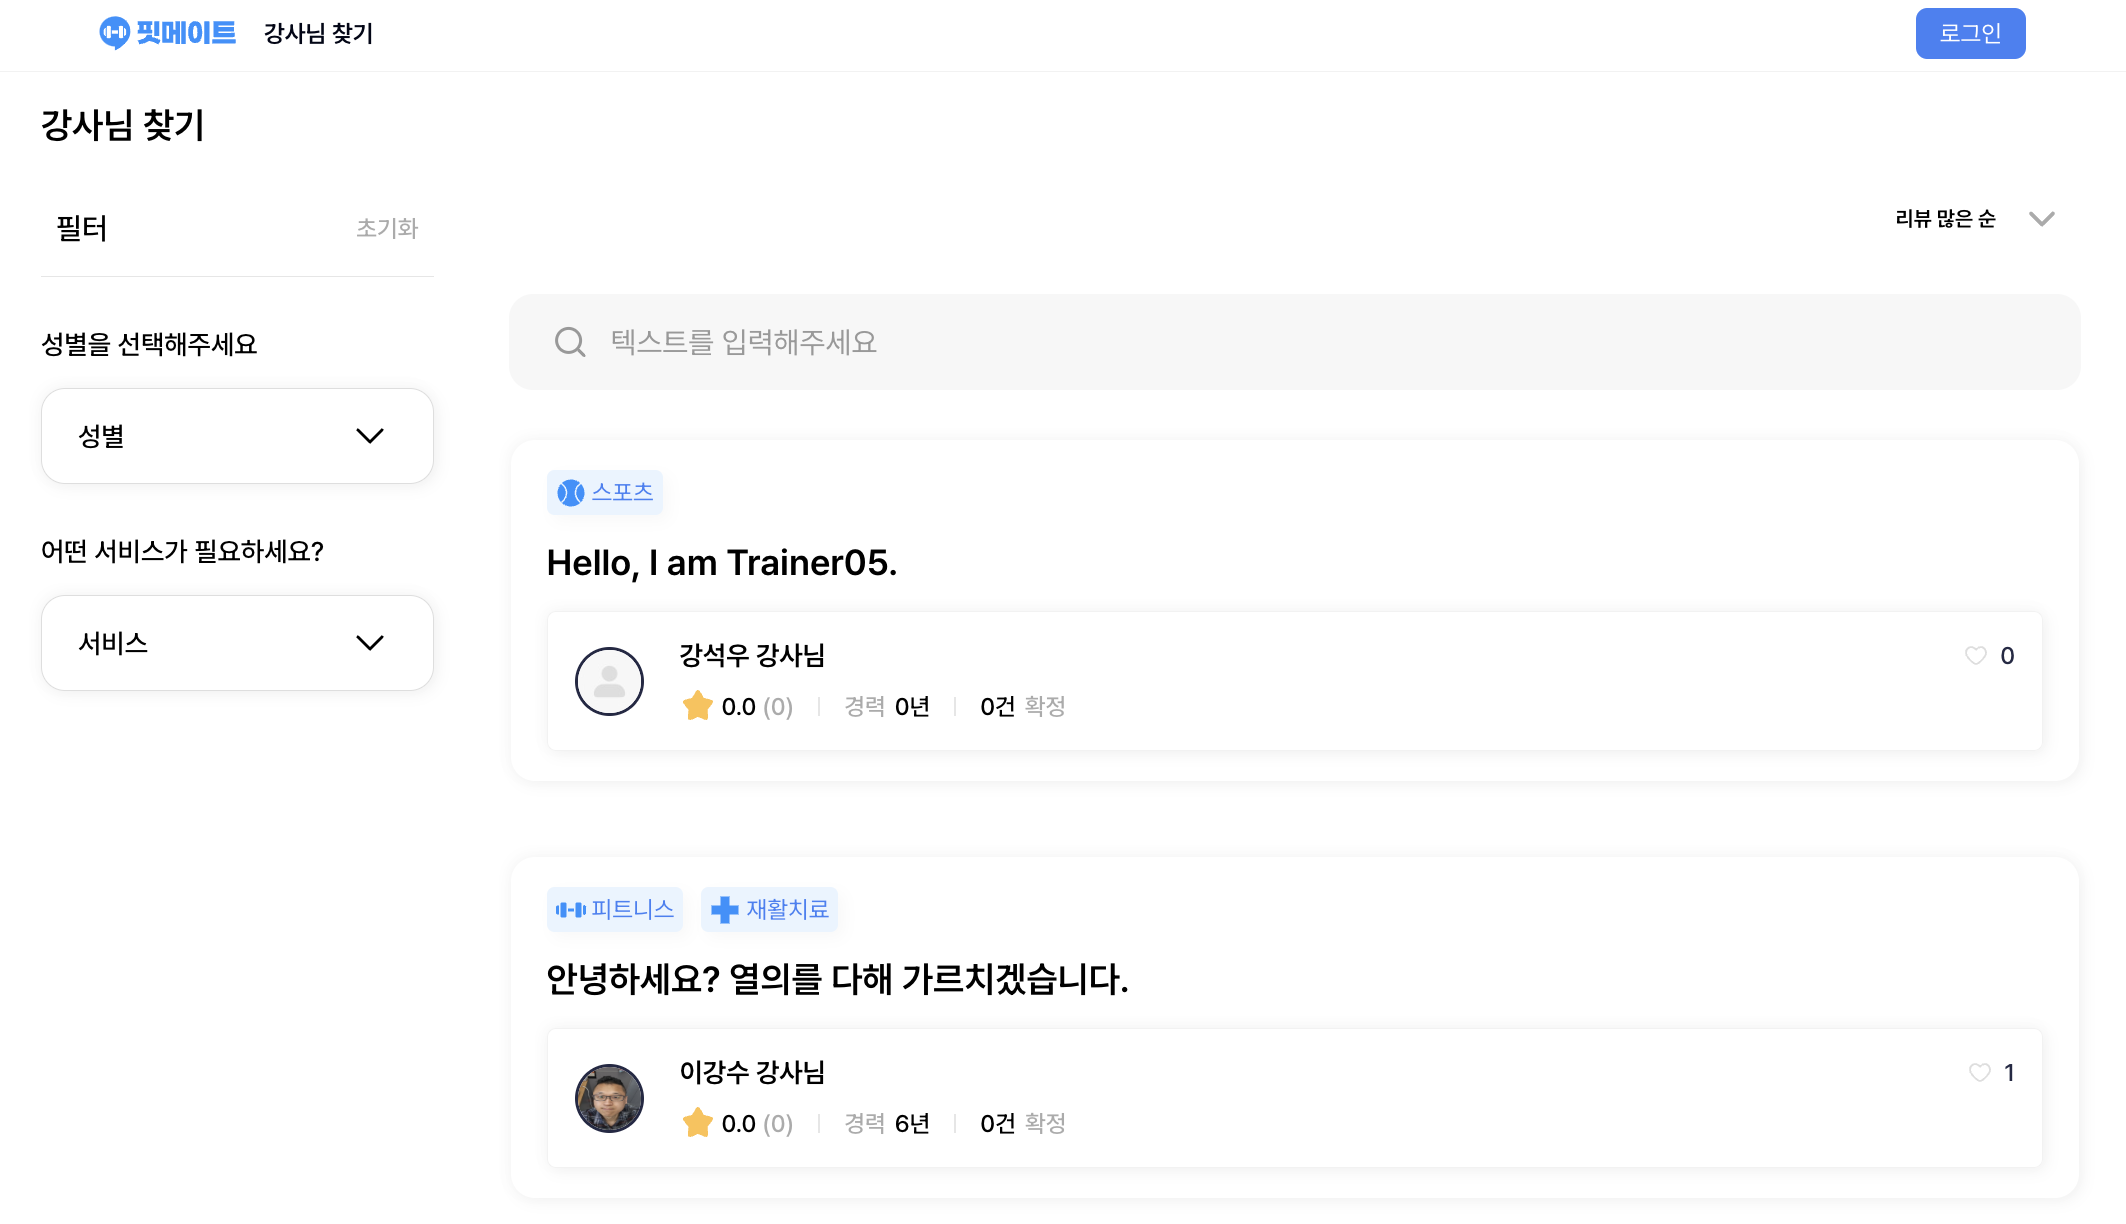 핏메이트 강사님 찾기 로그인
강사님 찾기
필터 초기화
성별을 선택해주세요
성별
어떤 서비스가 필요하세요?
서비스
리뷰 많은 순
텍스트를 입력해주세요
스포츠
Hello, I am Trainer05.
강석우 강사님 0
0.0 (0) 경력 0년 0건 확정
피트니스 재활치료
안녕하세요? 열의를 다해 가르치겠습니다.
이강수 강사님 1
0.0 (0) 경력 6년 0건 확정